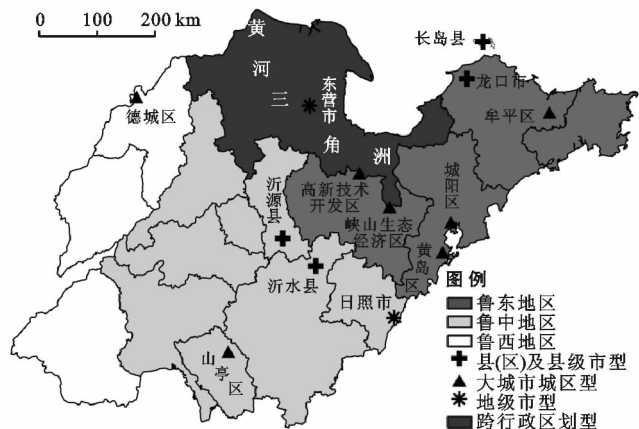 0 100 200 km
黄
河
三
角
洲
东营市
长岛县
龙口市
牟平区
德城区
沂源县
高新技术
开发区
峡山生态
经济区
城阳区
黄岛区
沂水县
日照市
山亭区
图例
鲁东地区
鲁中地区
鲁西地区
县(区)及县级市型
大城市城区型
地级市型
跨行政区划型